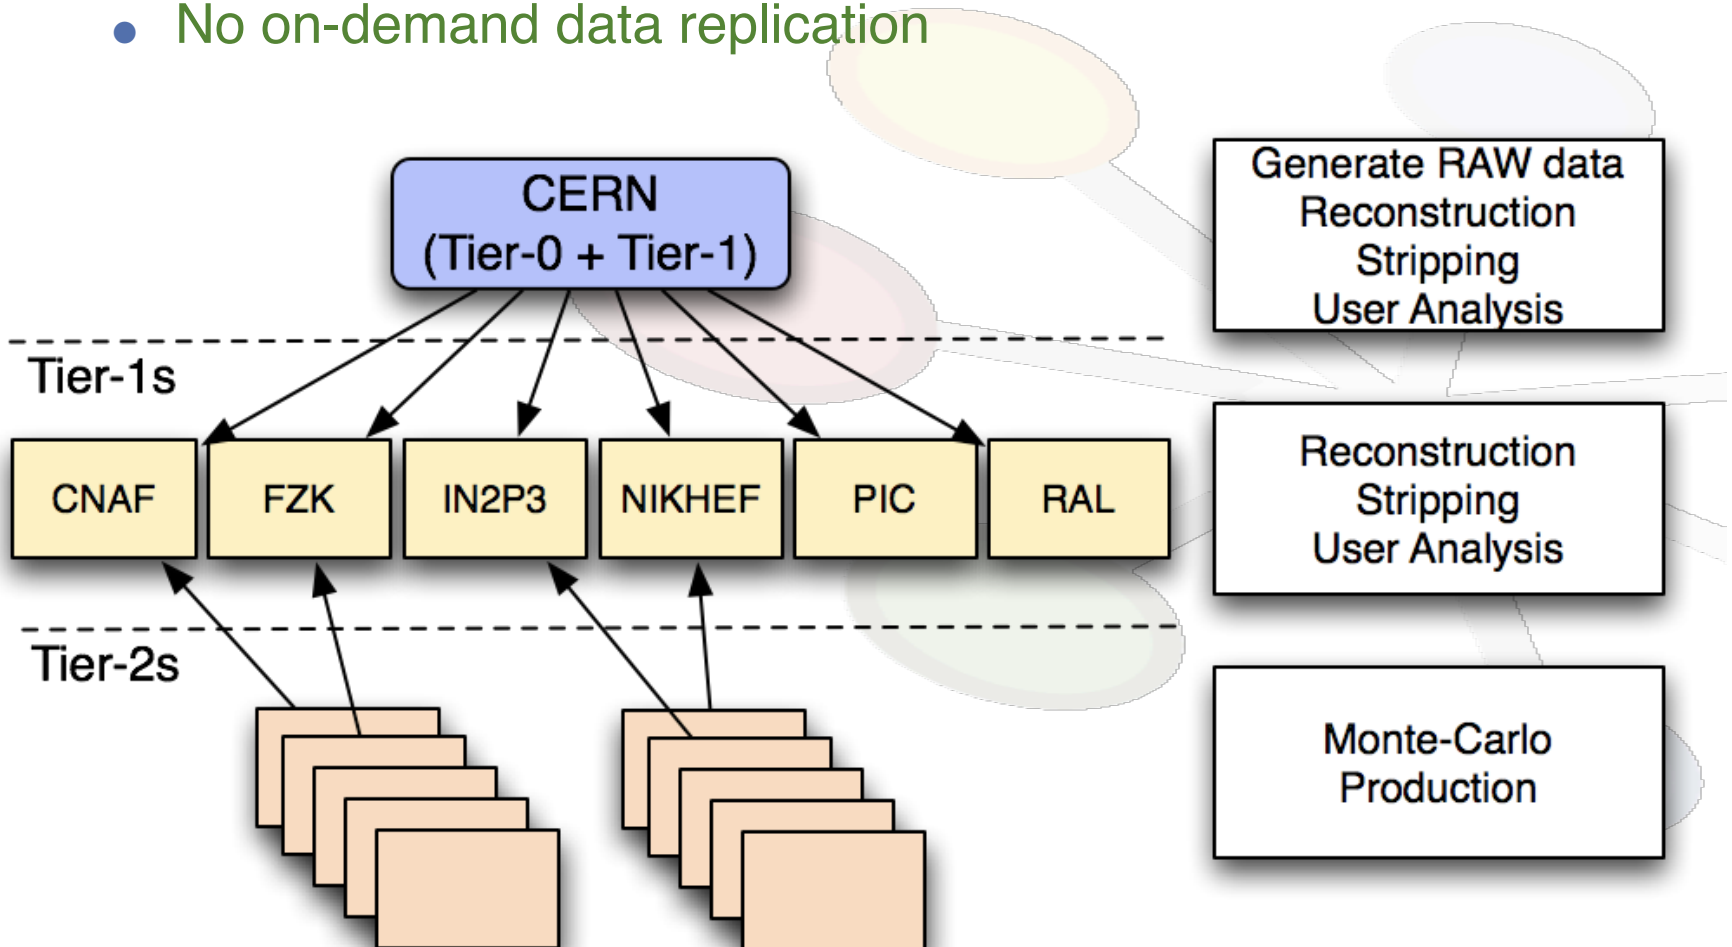 • No on-demand data replication
CERN
(Tier-0 + Tier-1)
Generate RAW data
Reconstruction
Stripping
User Analysis
Tier-1s
CNAF
FZK
IN2P3
NIKHEF
PIC
RAL
Reconstruction
Stripping
User Analysis
Tier-2s
Monte-Carlo
Production